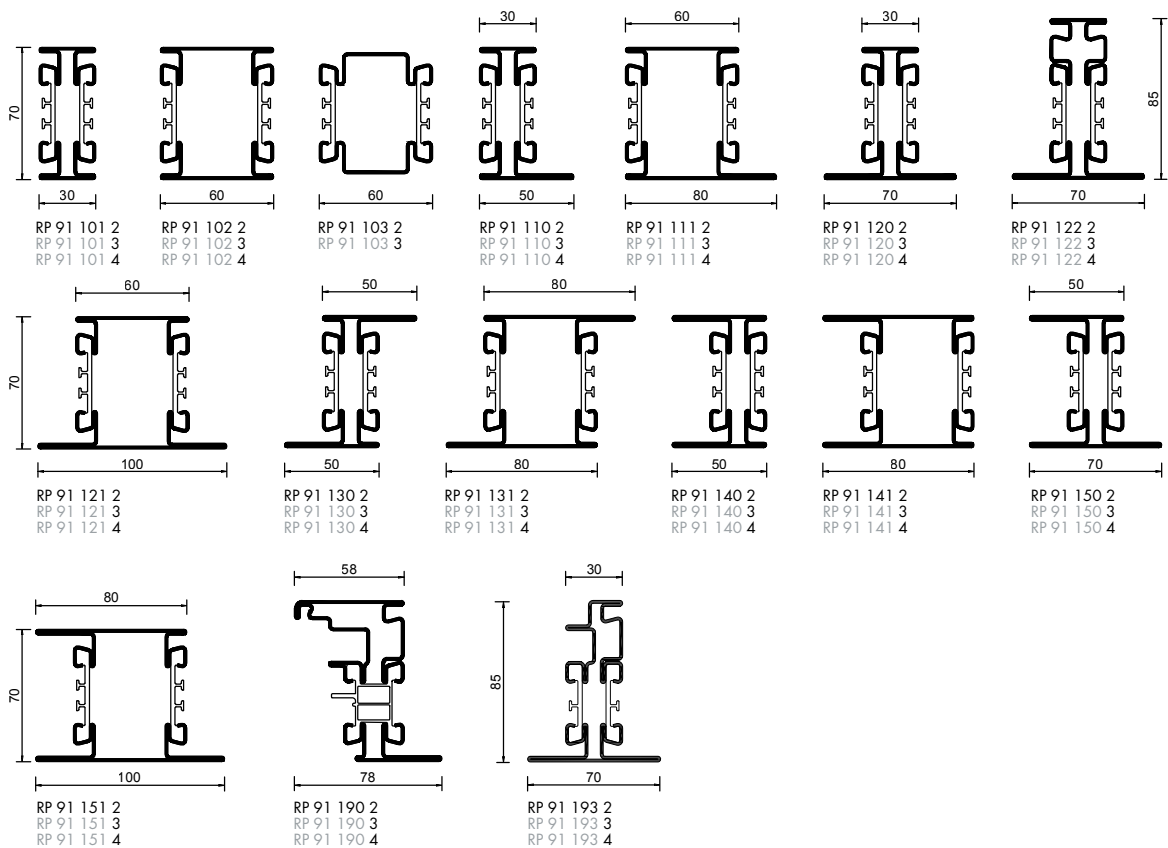 30
60
30
70
85
30
60
60
50
80
70
70
RP 91 101 2
RP 91 101 3
RP 91 101 4
RP 91 102 2
RP 91 102 3
RP 91 102 4
RP 91 103 2
RP 91 103 3
RP 91 110 2
RP 91 110 3
RP 91 110 4
RP 91 111 2
RP 91 111 3
RP 91 111 4
RP 91 120 2
RP 91 120 3
RP 91 120 4
RP 91 122 2
RP 91 122 3
RP 91 122 4
60
50
80
50
70
100
50
80
50
80
70
RP 91 121 2
RP 91 121 3
RP 91 121 4
RP 91 130 2
RP 91 130 3
RP 91 130 4
RP 91 131 2
RP 91 131 3
RP 91 131 4
RP 91 140 2
RP 91 140 3
RP 91 140 4
RP 91 141 2
RP 91 141 3
RP 91 141 4
RP 91 150 2
RP 91 150 3
RP 91 150 4
80
58
30
70
85
100
78
70
RP 91 151 2
RP 91 151 3
RP 91 151 4
RP 91 190 2
RP 91 190 3
RP 91 190 4
RP 91 193 2
RP 91 193 3
RP 91 193 4